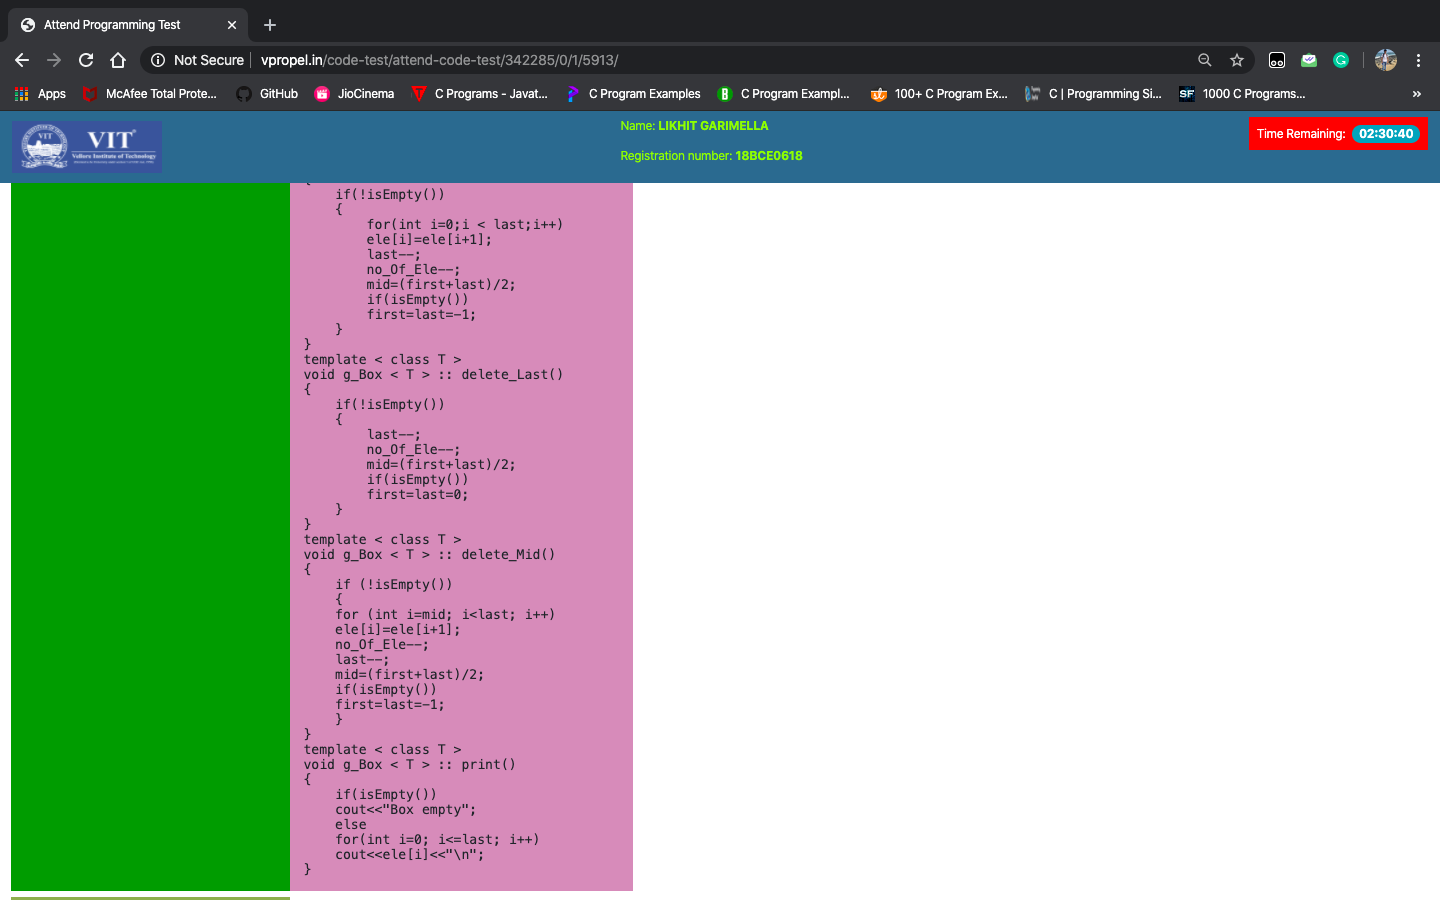 Attend Programming Test
Not Secure | vpropel.in/code-test/attend-code-test/342285/0/1/5913/
Apps
McAfee Total Prote...
GitHub
JioCinema
C Programs - Javat...
C Program Examples
C Program Exampl...
100+ C Program Ex...
C | Programming Si...
1000 C Programs...
VIT
VIT
Vellore Institute of Technology
Name: LIKHIT GARIMELLA
Registration number: 18BCE0618
Time Remaining: 02:30:40
if(!isEmpty())
{
for(int i=0;i < last;i++)
ele[i]=ele[i+1];
last--;
no_Of_Ele--;
mid=(first+last)/2;
if(isEmpty())
first=last=-1;
}
}
template < class T >
void g_Box < T > :: delete_Last()
{
if(!isEmpty())
{
last--;
no_Of_Ele--;
mid=(first+last)/2;
if(isEmpty())
first=last=0;
}
}
template < class T >
void g_Box < T > :: delete_Mid()
{
if (!isEmpty())
{
for (int i=mid; i<last; i++)
ele[i]=ele[i+1];
no_Of_Ele--;
last--;
mid=(first+last)/2;
if(isEmpty())
first=last=-1;
}
}
template < class T >
void g_Box < T > :: print()
{
if(isEmpty())
cout<<"Box empty";
else
for(int i=0; i<=last; i++)
cout<<ele[i]<<"\n";
}